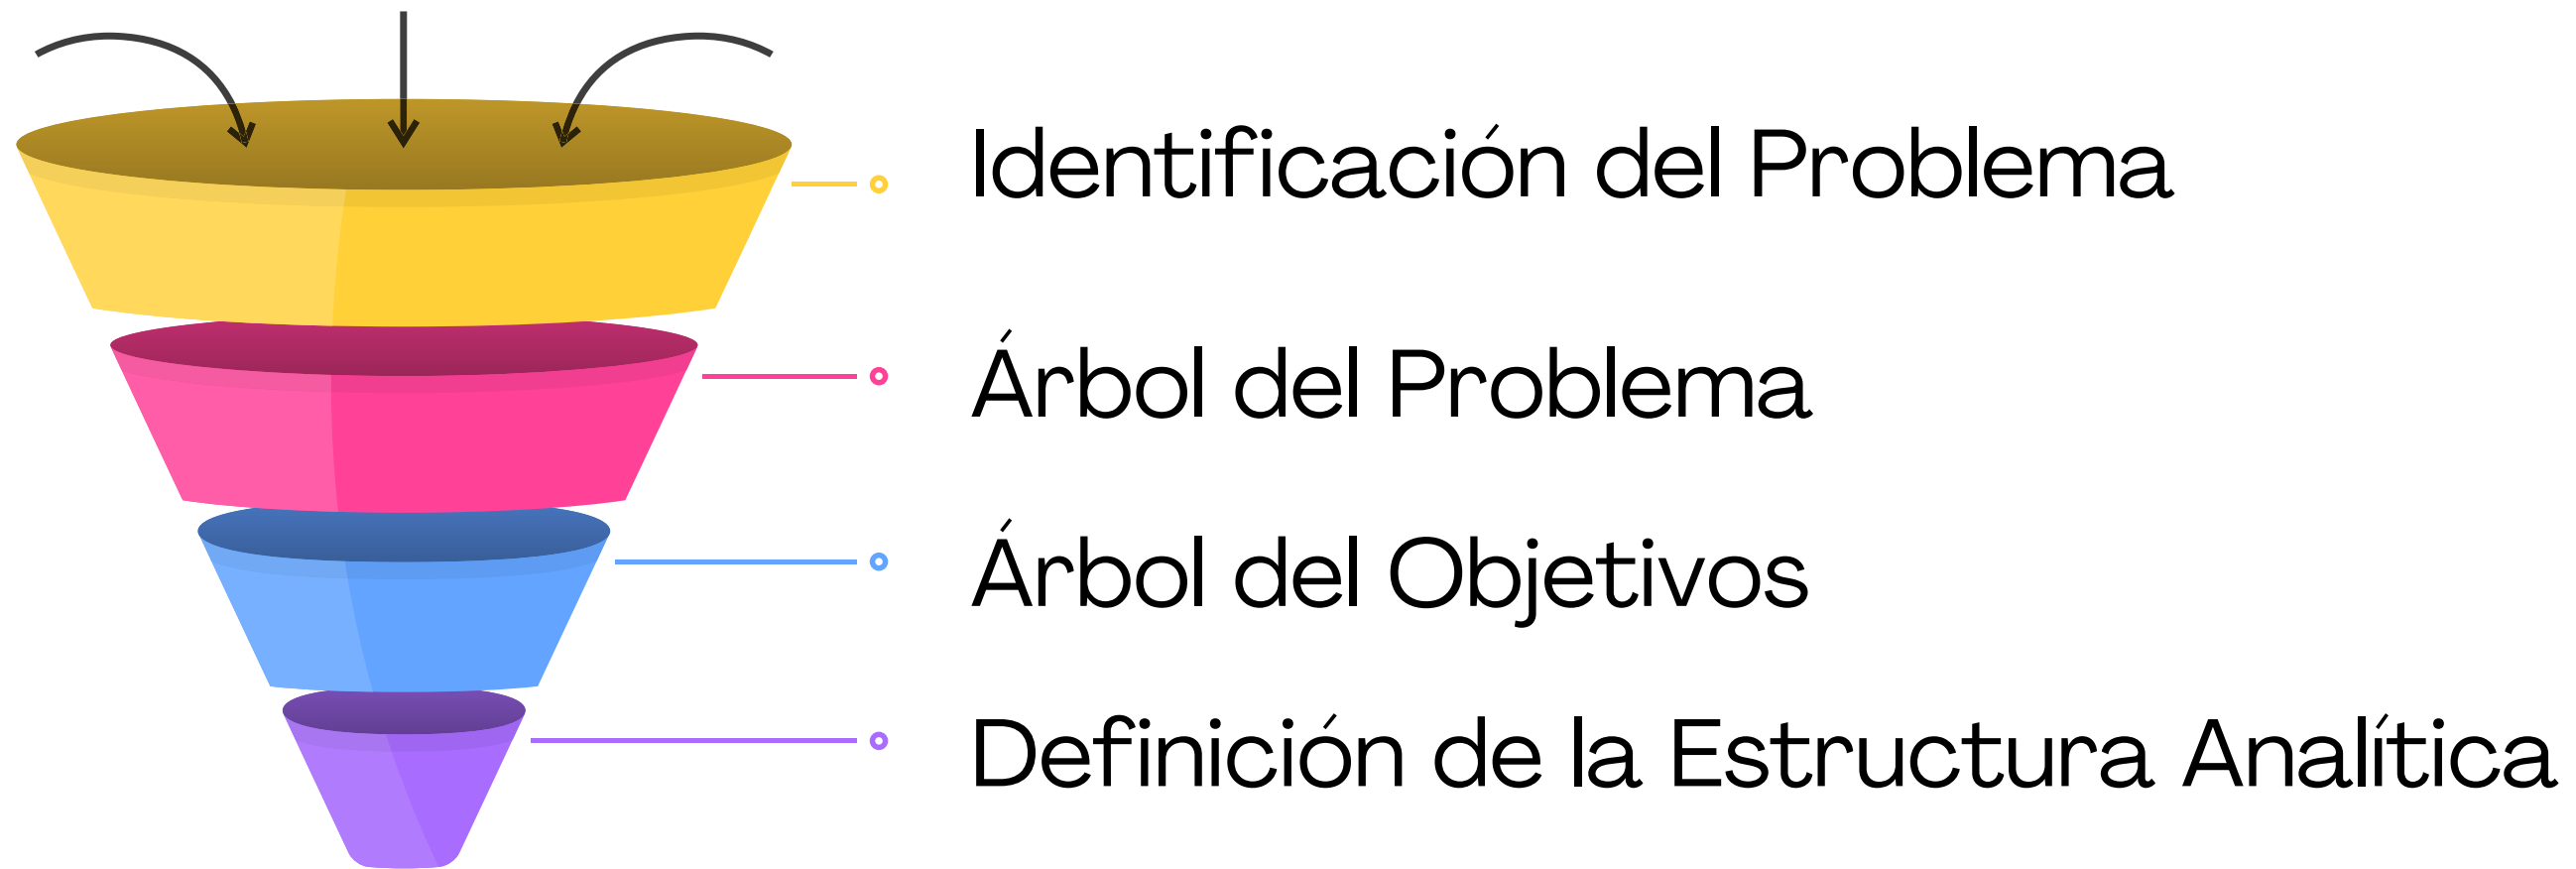 Identificación del Problema
Árbol del Problema
Árbol del Objetivos
Definición de la Estructura Analítica